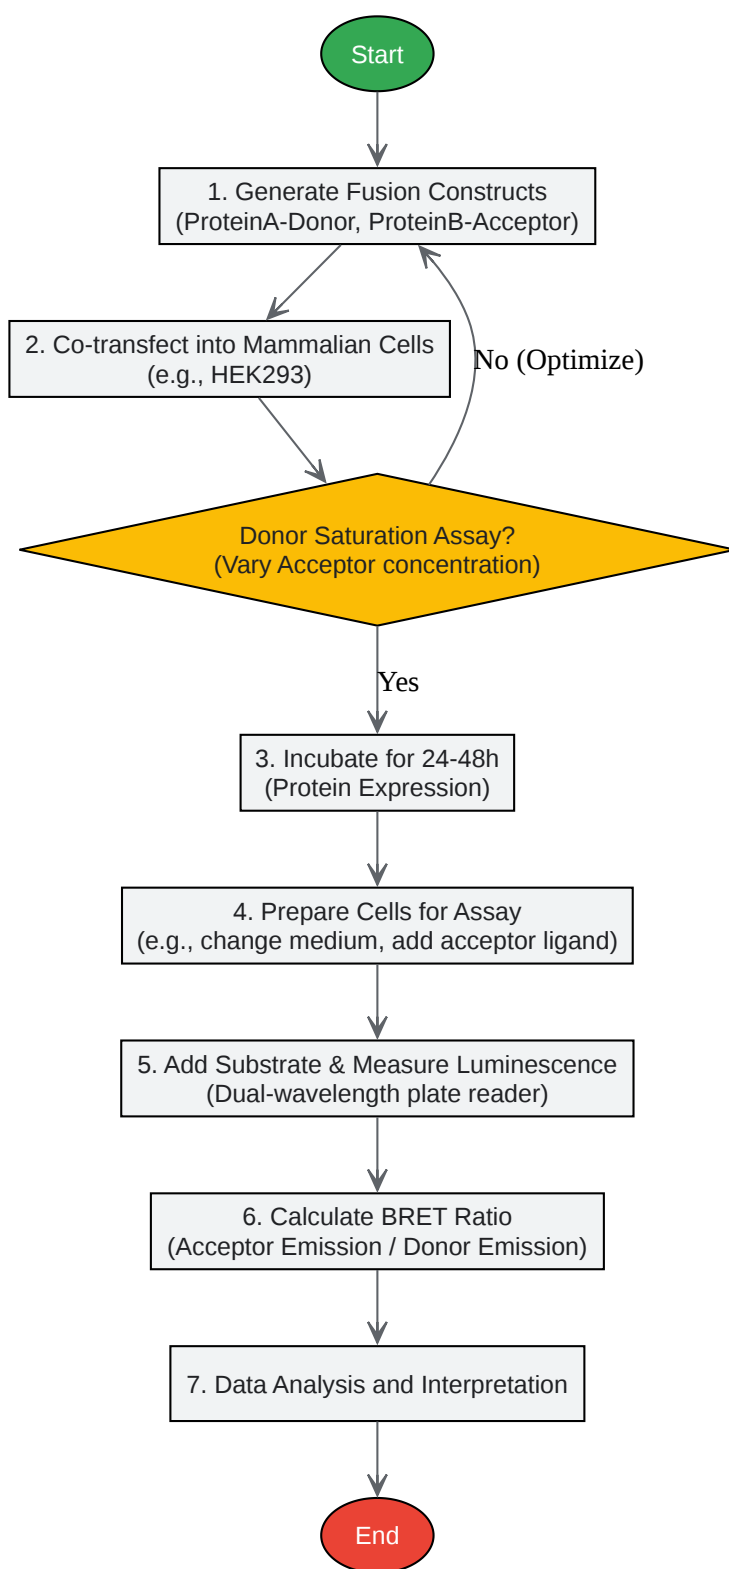 Start
1. Generate Fusion Constructs
(ProteinA-Donor, ProteinB-Acceptor)
2. Co-transfect into Mammalian Cells
(e.g., HEK293)
No (Optimize)
Donor Saturation Assay?
(Vary Acceptor concentration)
Yes
3. Incubate for 24-48h
(Protein Expression)
4. Prepare Cells for Assay
(e.g., change medium, add acceptor ligand)
5. Add Substrate & Measure Luminescence
(Dual-wavelength plate reader)
6. Calculate BRET Ratio
(Acceptor Emission / Donor Emission)
7. Data Analysis and Interpretation
End